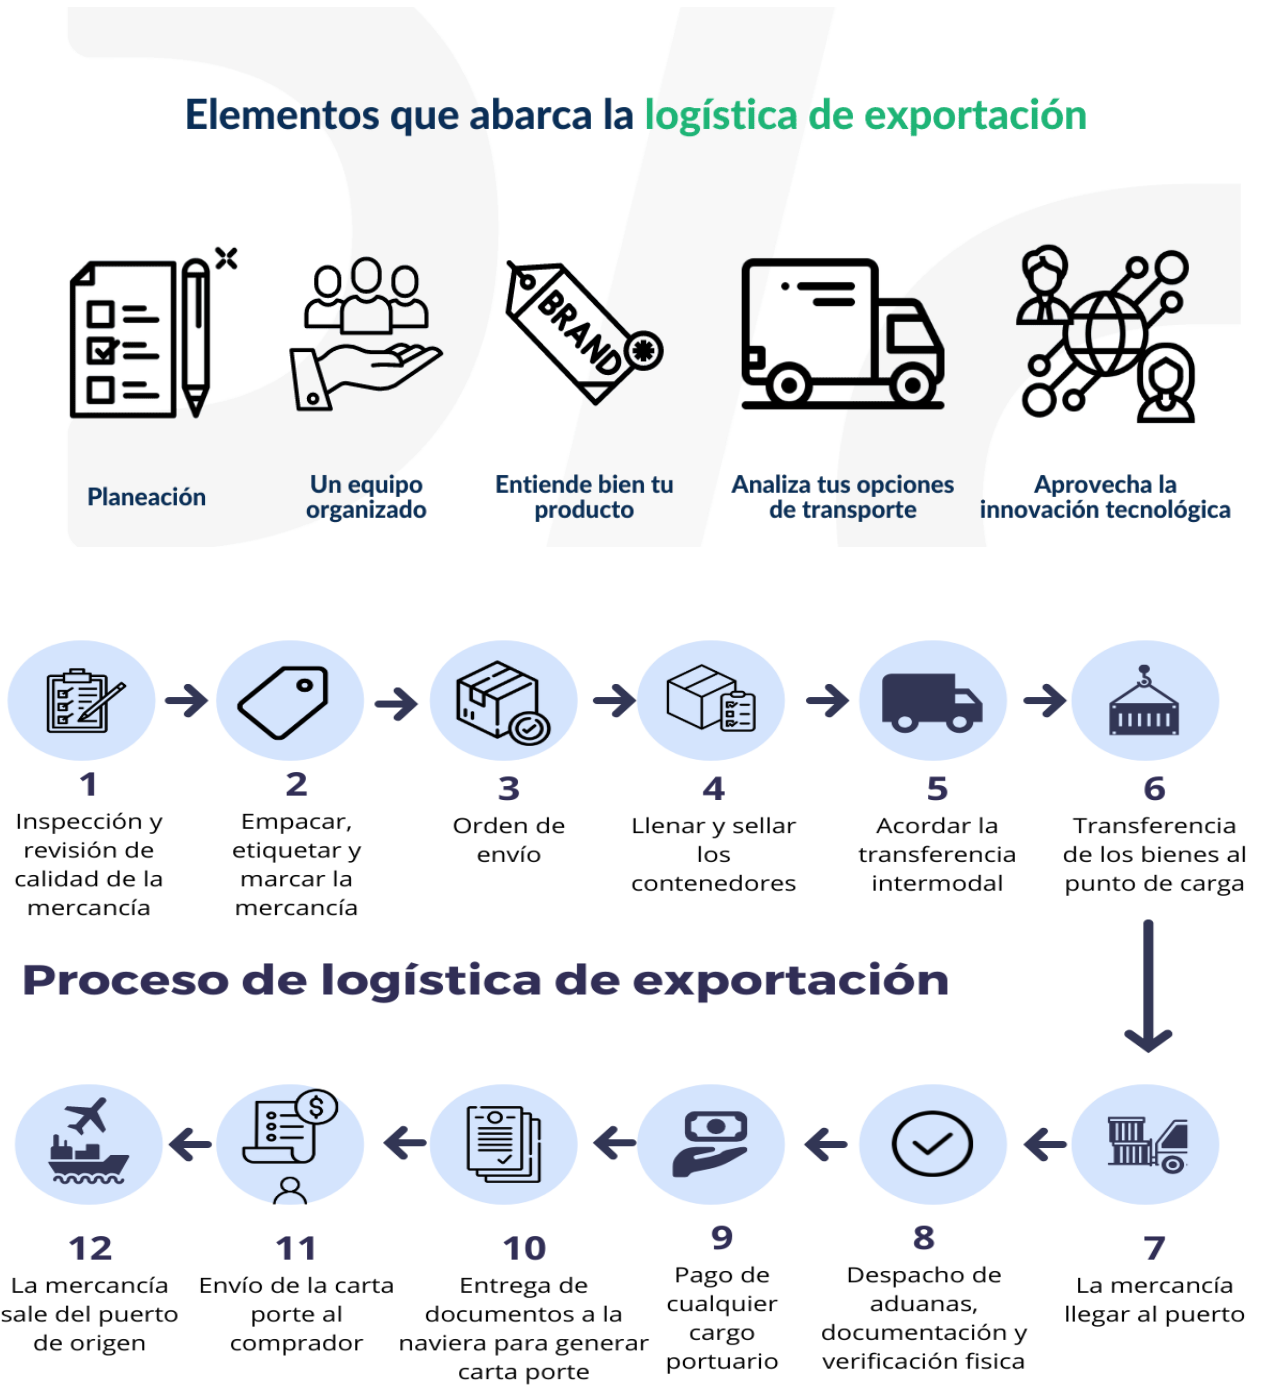 Elementos que abarca la logística de exportación
BRAND
Planeación
Un equipo
organizado
Entiende bien tu
producto
Analiza tus opciones
de transporte
Aprovecha la
innovación tecnológica
1
Inspección y
revisión de
calidad de la
mercancía
2
Empacar,
etiquetar y
marcar la
mercancía
3
Orden de
envío
4
Llenar y sellar
los
contenedores
5
Acordar la
transferencia
intermodal
6
Transferencia
de los bienes al
punto de carga
Proceso de logística de exportación
7
La mercancía
llegar al puerto
8
Despacho de
aduanas,
documentación y
verificación fisica
9
Pago de
cualquier
cargo
portuario
10
Entrega de
documentos a la
naviera para generar
carta porte
$
11
Envío de la carta
porte al
comprador
12
La mercancía
sale del puerto
de origen